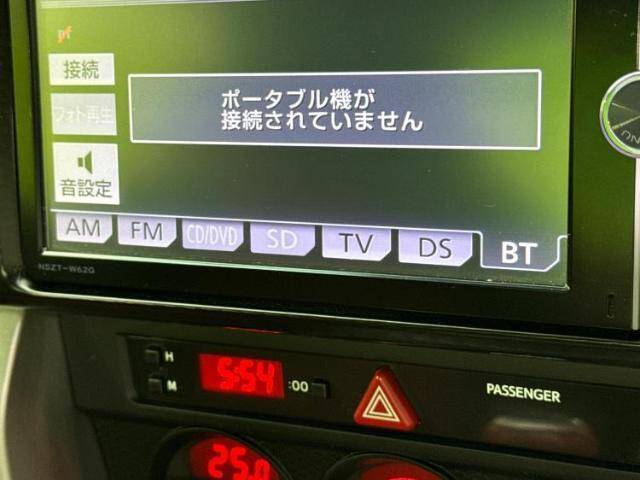 接続
フォト再生
音設定
ポータブル機が
接続されていません
AM FM CD/DVD SD TV DS BT
NSZT-W62G
H
M
5:54
:00
PASSENGER
25.0